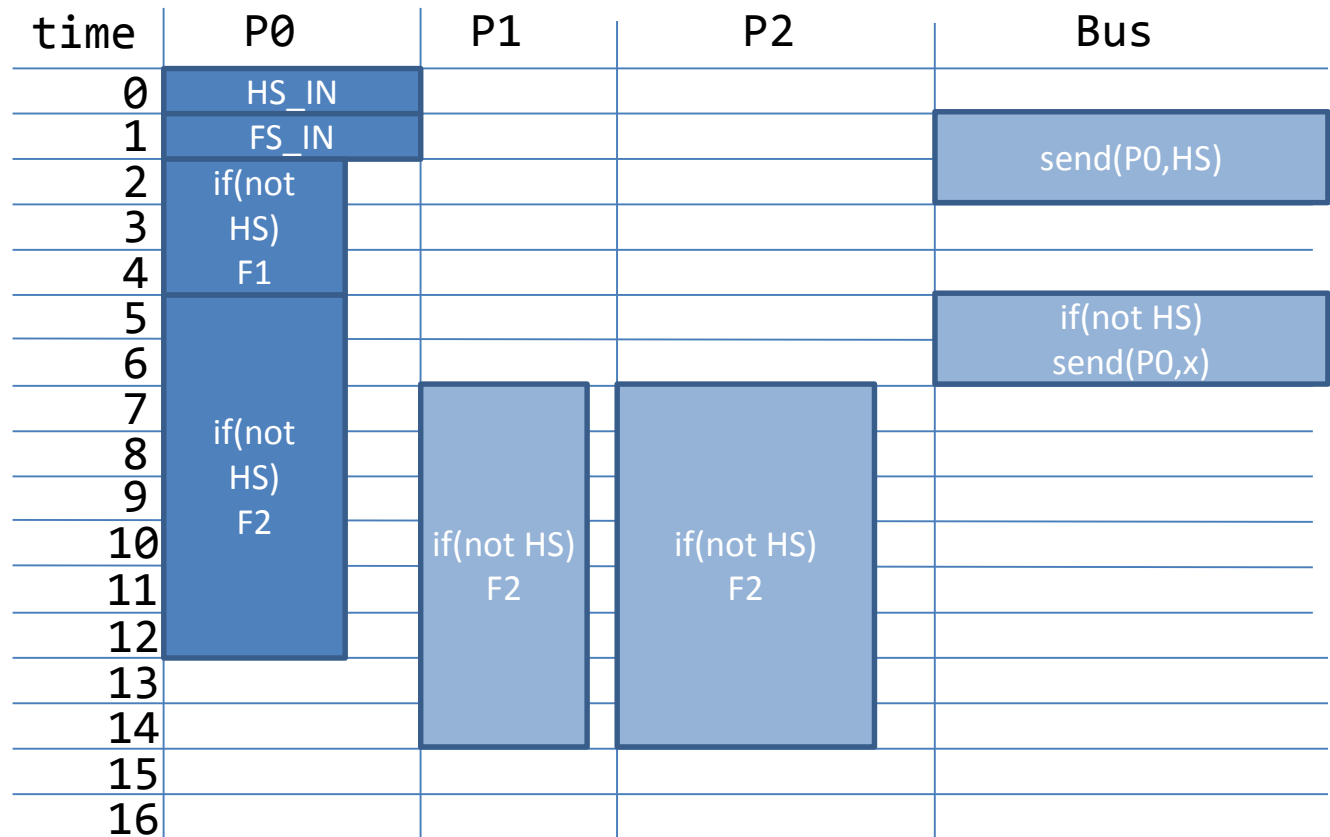 time P0 P1 P2 Bus
0 HS_IN
1 FS_IN
send(P0,HS)
2 if(not
3 HS)
4 F1
5 if(not HS)
6 send(P0,x)
7
8 if(not
9 HS)
10 F2
if(not HS) if(not HS)
11 F2 F2
12
13
14
15
16